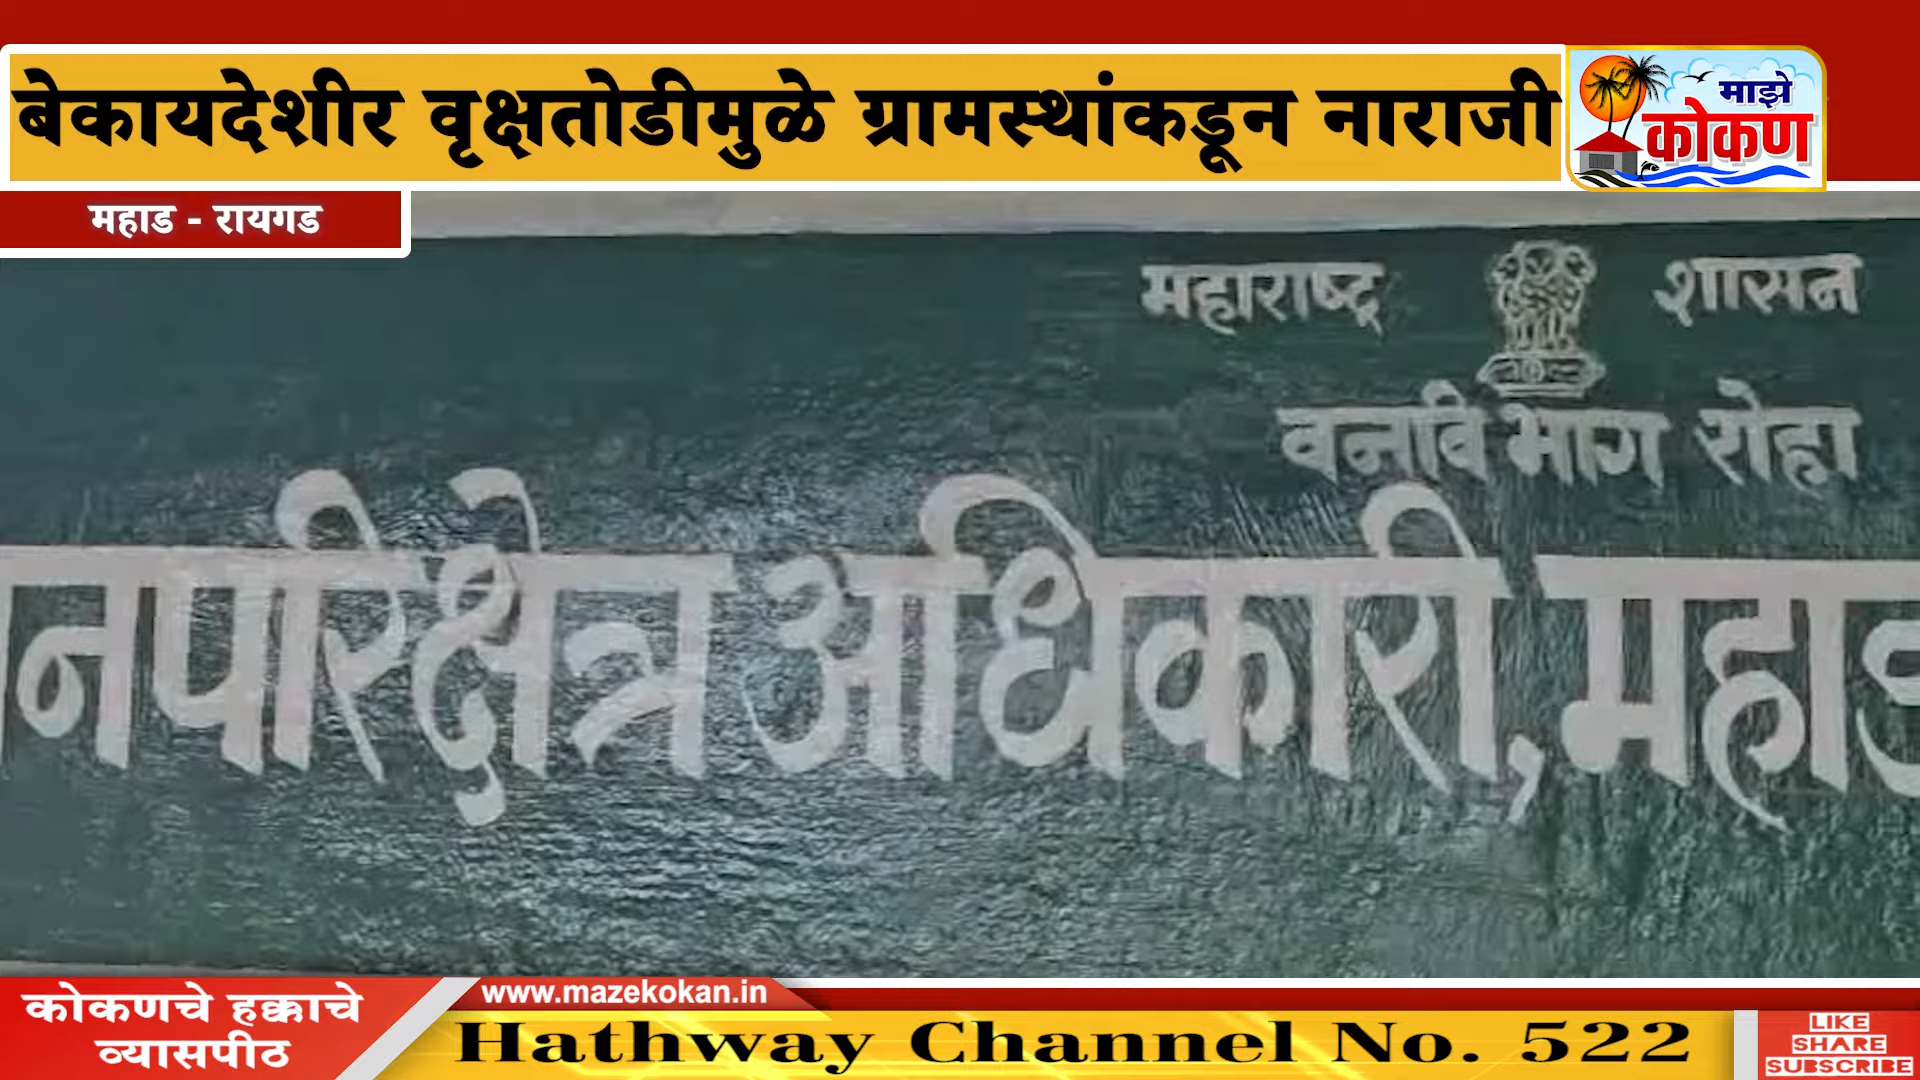 बेकायदेशीर वृक्षतोडीमुळे ग्रामस्थांकडून नाराजी
माझे
कोकण
महाड - रायगड
महाराष्ट्र शासन
वनविभाग रोहा
वनपरिक्षेत्र अधिकारी, महाड
कोकणचे हक्काचे
व्यासपीठ
www.mazekokan.in
Hathway Channel No. 522
LIKE
SHARE
SUBSCRIBE